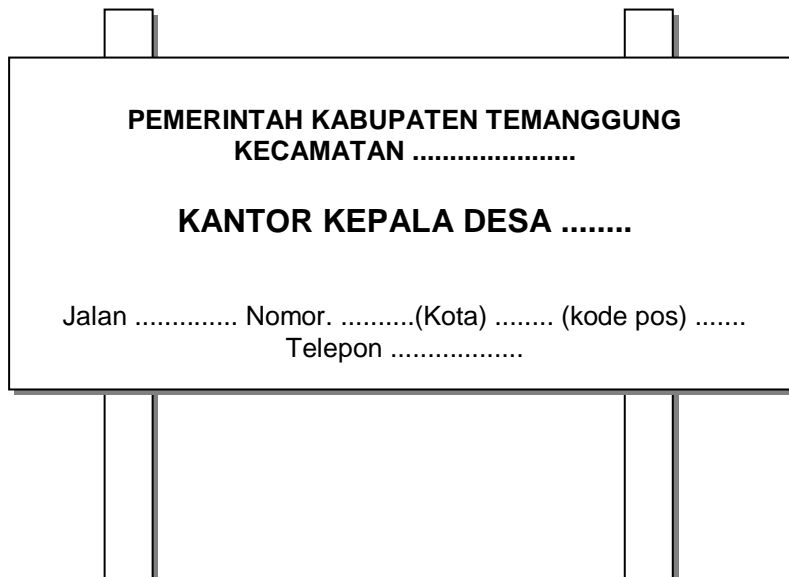 PEMERINTAH KABUPATEN TEMANGGUNG
KECAMATAN ......................
KANTOR KEPALA DESA ........
Jalan .............. Nomor. ..........(Kota) ........ (kode pos) .......
Telepon ..................